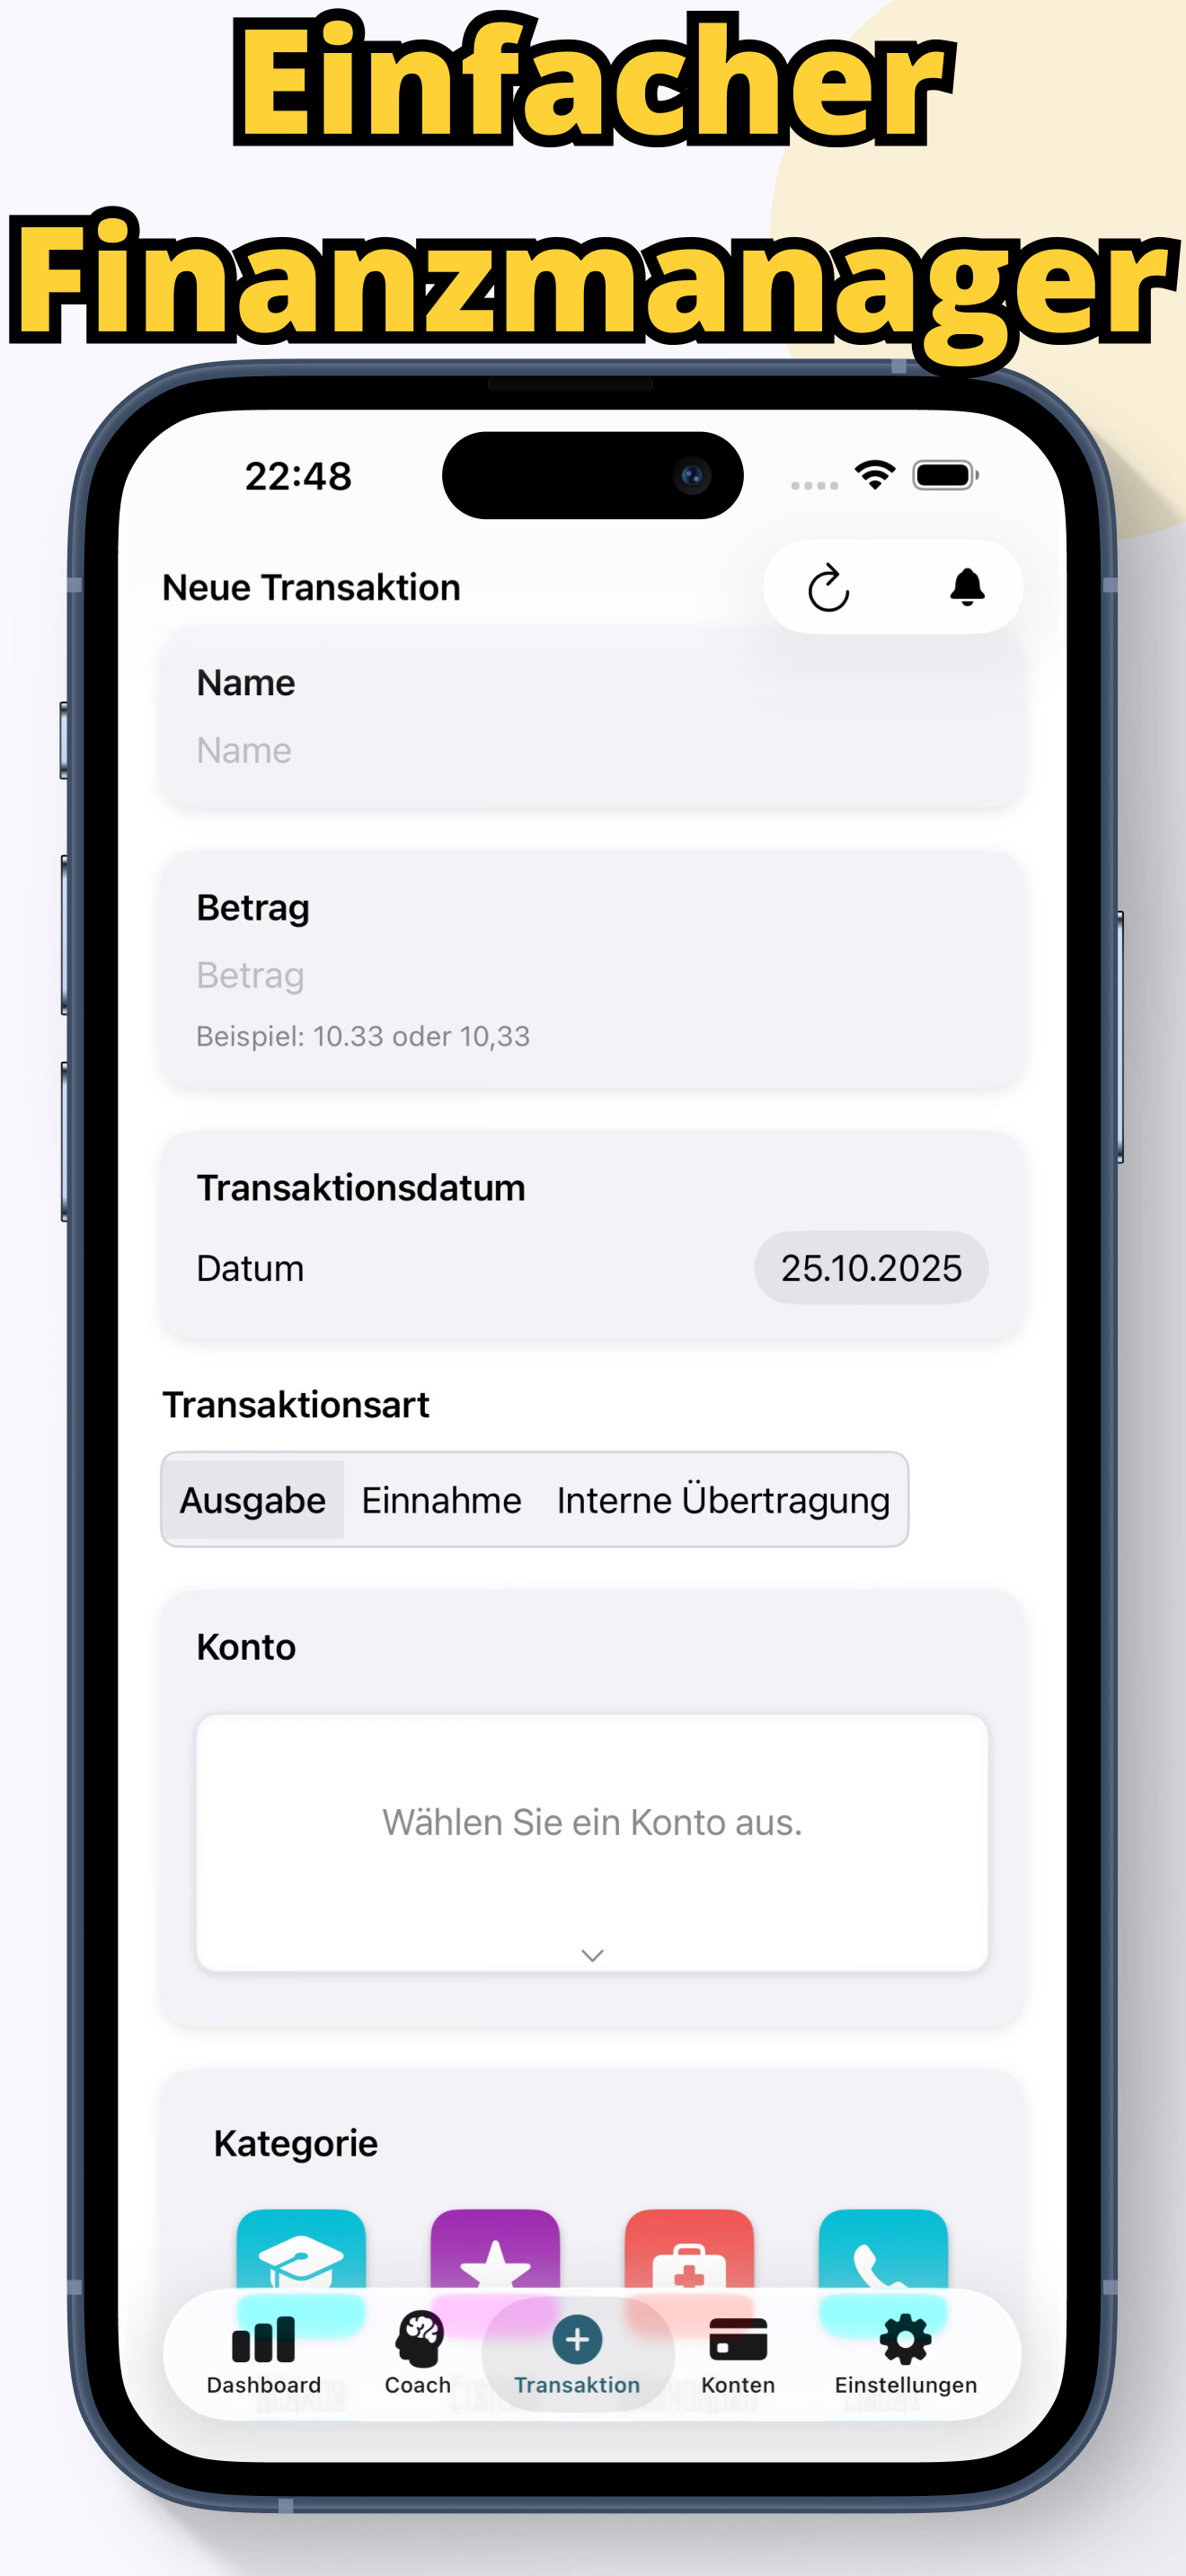 Einfacher
Finanzmanager
22:48
Neue Transaktion
Name
Name
Betrag
Betrag
Beispiel: 10.33 oder 10,33
Transaktionsdatum
Datum 25.10.2025
Transaktionsart
Ausgabe Einnahme Interne Übertragung
Konto
Wählen Sie ein Konto aus.
Kategorie
Dashboard Coach Transaktion Konten Einstellungen